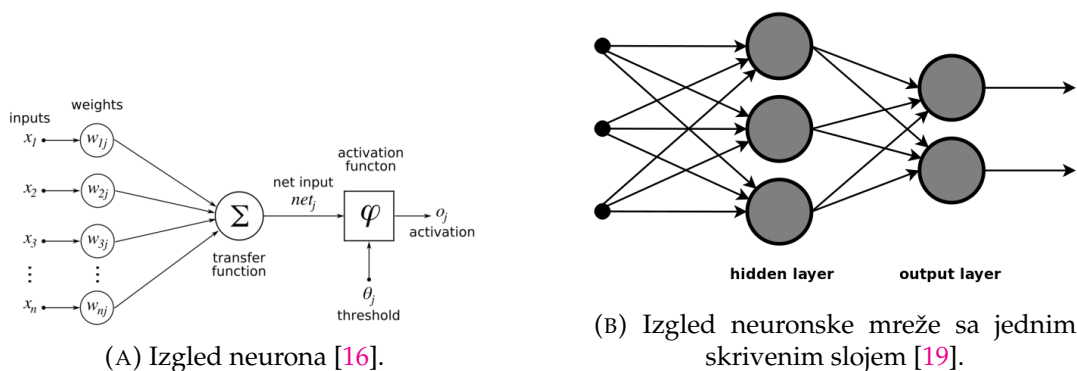 weights
inputs
x1
w1j
x2
w2j
x3
w3j
⋮ ⋮
xn
wnj
Σ
transfer
function
net input
netj
activation
functon
φ
oj
activation
θj
threshold
(A) Izgled neurona [16].
hidden layer output layer
(B) Izgled neuronske mreže sa jednim
skrivenim slojem [19].